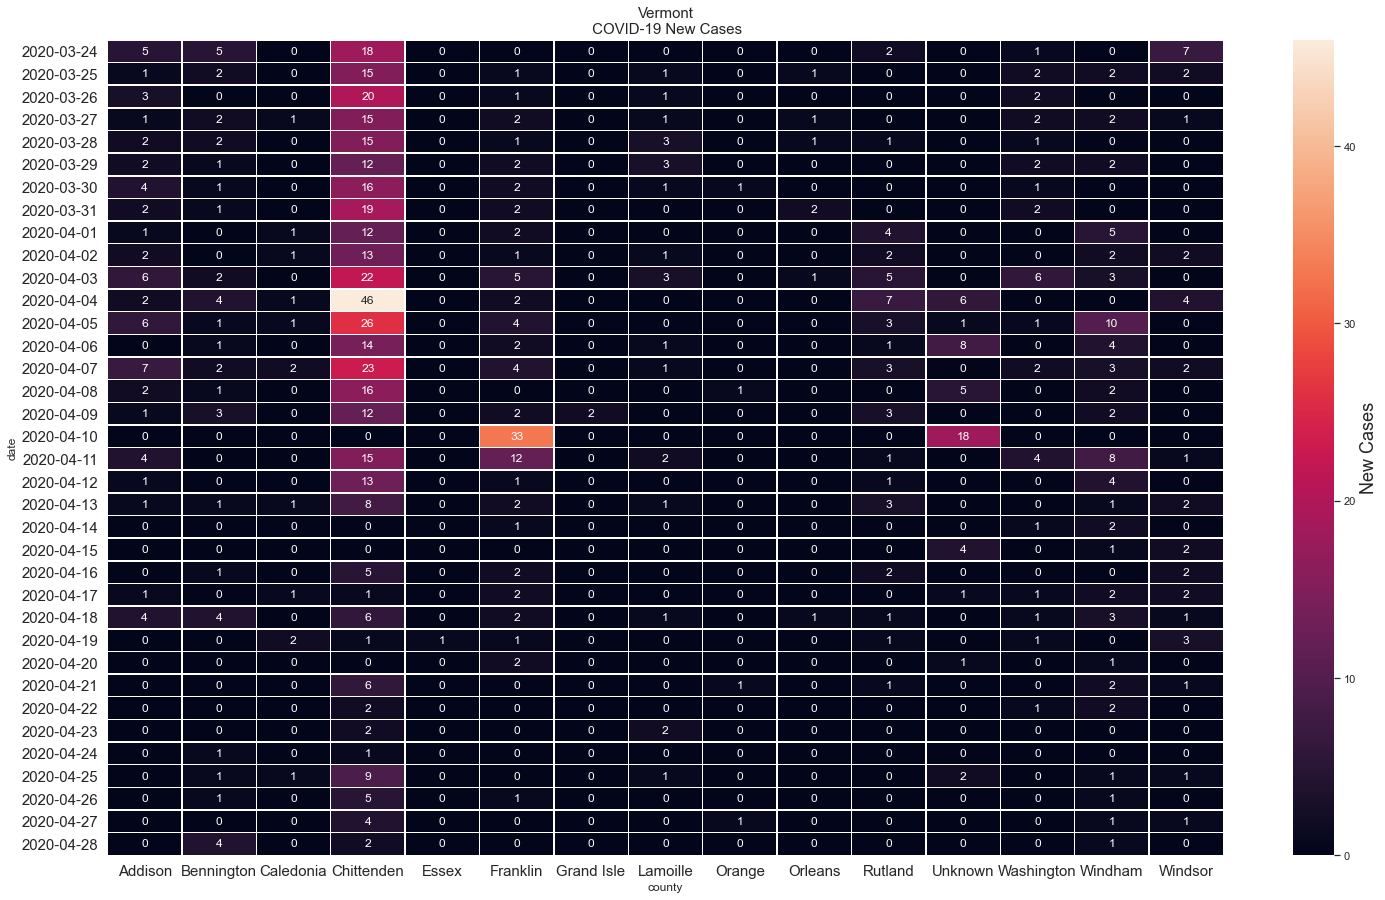 Vermont
COVID-19 New Cases
2020-03-24 5 5 0 18 0 0 0 0 0 0 2 0 1 0 7
2020-03-25 1 2 0 15 0 1 0 1 0 1 0 0 2 2 2
2020-03-26 3 0 0 20 0 1 0 1 0 0 0 0 2 0 0
2020-03-27 1 2 1 15 0 2 0 1 0 1 0 0 2 2 1
2020-03-28 2 2 0 15 0 1 0 3 0 1 1 0 1 0 0
2020-03-29 2 1 0 12 0 2 0 3 0 0 0 0 2 2 0
2020-03-30 4 1 0 16 0 2 0 1 1 0 0 0 1 0 0
2020-03-31 2 1 0 19 0 2 0 0 0 2 0 0 2 0 0
2020-04-01 1 0 1 12 0 2 0 0 0 0 4 0 0 5 0
2020-04-02 2 0 1 13 0 1 0 1 0 0 2 0 0 2 2
2020-04-03 6 2 0 22 0 5 0 3 0 1 5 0 6 3 0
2020-04-04 2 4 1 46 0 2 0 0 0 0 7 6 0 0 4
2020-04-05 6 1 1 26 0 4 0 0 0 0 3 1 1 10 0
2020-04-06 0 1 0 14 0 2 0 1 0 0 1 8 0 4 0
2020-04-07 7 2 2 23 0 4 0 1 0 0 3 0 2 3 2
2020-04-08 2 1 0 16 0 0 0 0 1 0 0 5 0 2 0
2020-04-09 1 3 0 12 0 2 2 0 0 0 3 0 0 2 0
2020-04-10 0 0 0 0 0 33 0 0 0 0 0 18 0 0 0
2020-04-11 4 0 0 15 0 12 0 2 0 0 1 0 4 8 1
2020-04-12 1 0 0 13 0 1 0 0 0 0 1 0 0 4 0
2020-04-13 1 1 1 8 0 2 0 1 0 0 3 0 0 1 2
2020-04-14 0 0 0 0 0 1 0 0 0 0 0 0 1 2 0
2020-04-15 0 0 0 0 0 0 0 0 0 0 0 4 0 1 2
2020-04-16 0 1 0 5 0 2 0 0 0 0 2 0 0 0 2
2020-04-17 1 0 1 1 0 2 0 0 0 0 0 1 1 2 2
2020-04-18 4 4 0 6 0 2 0 1 0 1 1 0 1 3 1
2020-04-19 0 0 2 1 1 1 0 0 0 0 1 0 1 0 3
2020-04-20 0 0 0 0 0 2 0 0 0 0 0 1 0 1 0
2020-04-21 0 0 0 6 0 0 0 0 1 0 1 0 0 2 1
2020-04-22 0 0 0 2 0 0 0 0 0 0 0 0 1 2 0
2020-04-23 0 0 0 2 0 0 0 2 0 0 0 0 0 0 0
2020-04-24 0 1 0 1 0 0 0 0 0 0 0 0 0 0 0
2020-04-25 0 1 1 9 0 0 0 1 0 0 0 2 0 1 1
2020-04-26 0 1 0 5 0 1 0 0 0 0 0 0 0 1 0
2020-04-27 0 0 0 4 0 0 0 0 1 0 0 0 0 1 1
2020-04-28 0 4 0 2 0 0 0 0 0 0 0 0 0 1 0
Addison Bennington Caledonia Chittenden Essex Franklin Grand Isle Lamoille Orange Orleans Rutland Unknown Washington Windham Windsor
county
date
40
30
20
10
0
New Cases